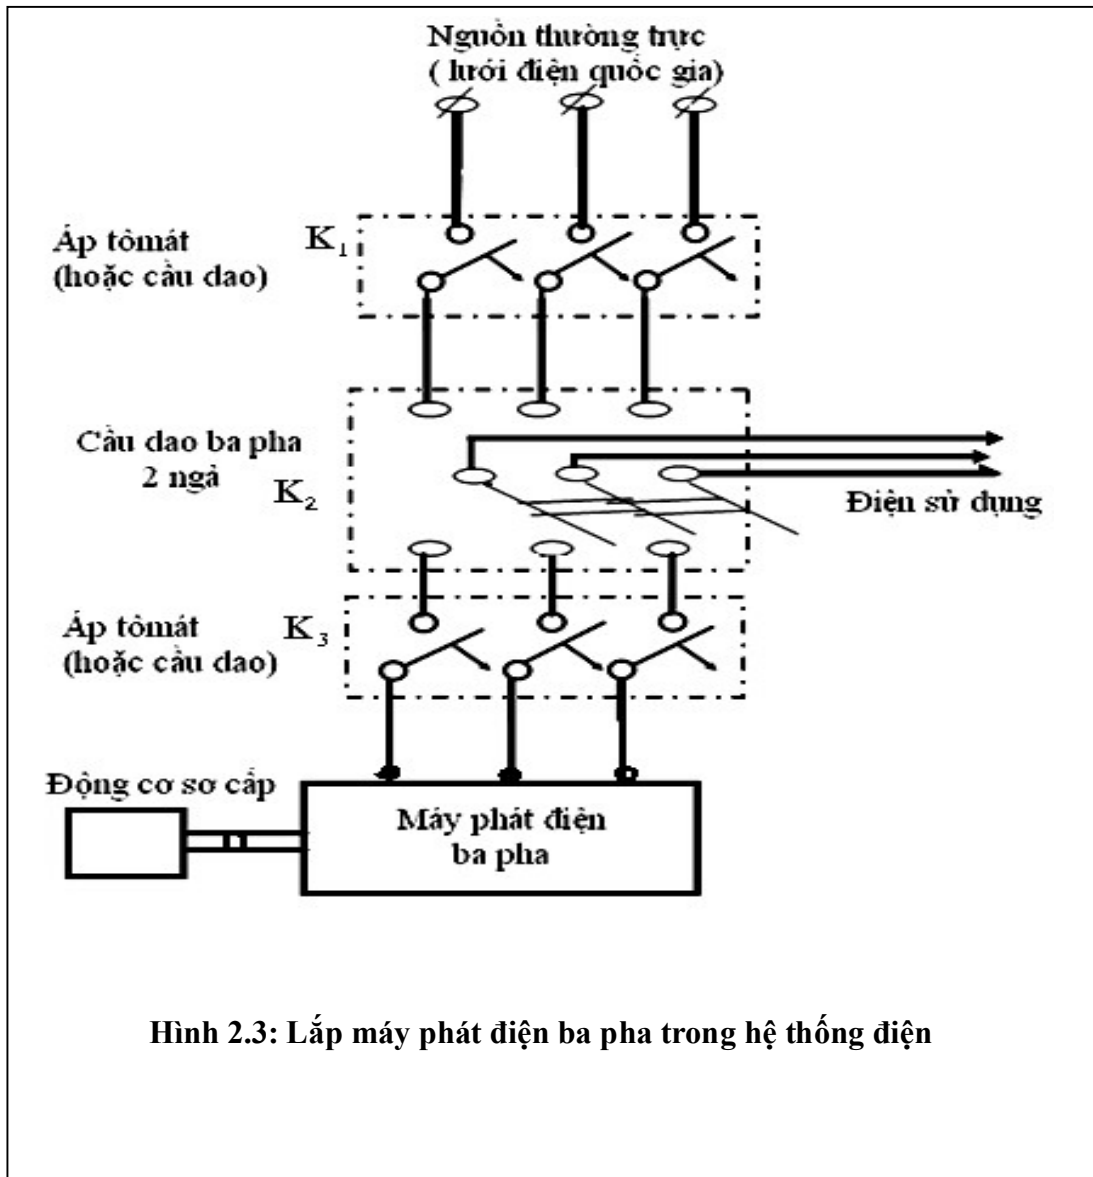 Nguồn thường trực
( lưới điện quốc gia)
Áp tômát
(hoặc cầu dao)
K₁
Cầu dao ba pha
2 ngả
K₂
Điện sử dụng
Áp tômát
(hoặc cầu dao)
K₃
Động cơ sơ cấp
Máy phát điện
ba pha
Hình 2.3: Lắp máy phát điện ba pha trong hệ thống điện